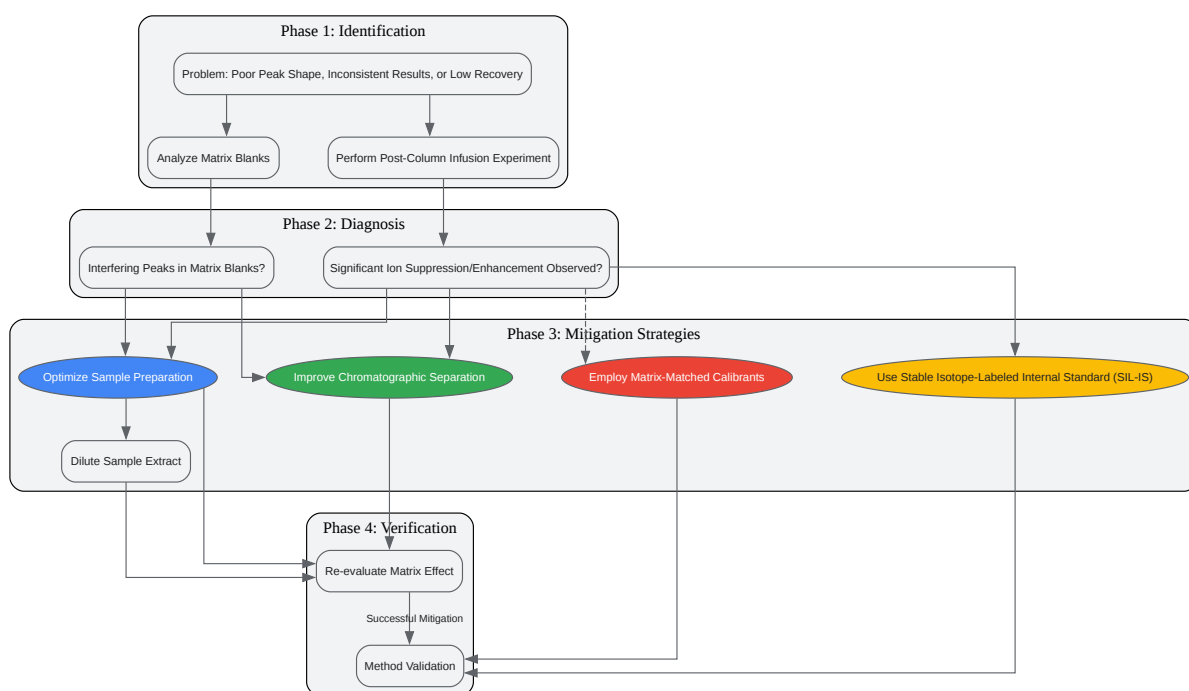 Phase 1: Identification
Problem: Poor Peak Shape, Inconsistent Results, or Low Recovery
Analyze Matrix Blanks
Perform Post-Column Infusion Experiment
Phase 2: Diagnosis
Interfering Peaks in Matrix Blanks?
Significant Ion Suppression/Enhancement Observed?
Phase 3: Mitigation Strategies
Optimize Sample Preparation
Improve Chromatographic Separation
Employ Matrix-Matched Calibrants
Use Stable Isotope-Labeled Internal Standard (SIL-IS)
Dilute Sample Extract
Phase 4: Verification
Re-evaluate Matrix Effect
Successful Mitigation
Method Validation